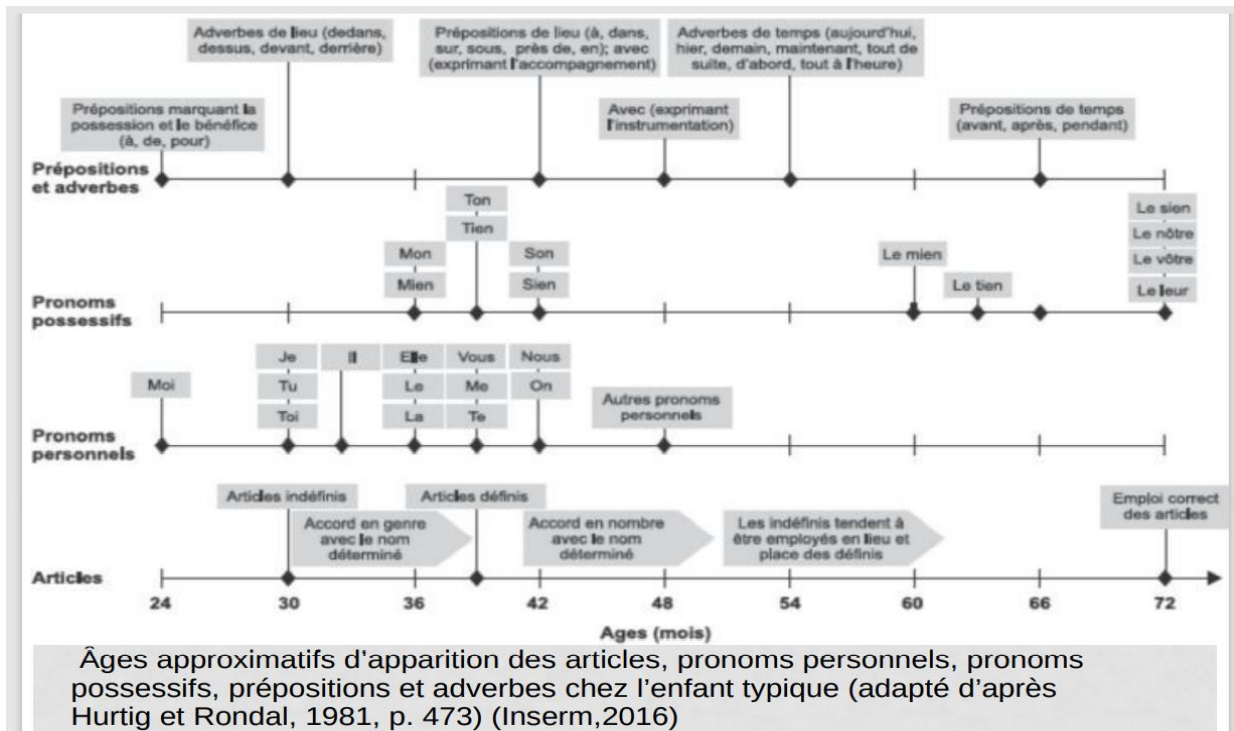 Adverbes de lieu (dedans,
dessus, devant, derrière)
Prépositions de lieu (à, dans,
sur, sous, près de, en); avec
(exprimant l'accompagnement)
Adverbes de temps (aujourd'hui,
hier, demain, maintenant, tout de
suite, d'abord, tout à l'heure)
Prépositions marquant la
possession et le bénéfice
(à, de, pour)
Avec (exprimant
l'instrumentation)
Prépositions de temps
(avant, après, pendant)
Prépositions
et adverbes
Ton
Tien
Mon
Mien
Son
Sien
Le mien
Le tien
Le sien
Le nôtre
Le vôtre
Le leur
Pronoms
possessifs
Moi
Je
Tu
Toi
Il
Elle
Le
La
Vous
Me
Te
Nous
On
Autres pronoms
personnels
Pronoms
personnels
Articles indéfinis
Articles définis
Emploi correct
des articles
Accord en genre
avec le nom
déterminé
Accord en nombre
avec le nom
déterminé
Les indéfinis tendent à
être employés en lieu et
place des définis
Articles
24 30 36 42 48 54 60 66 72
Ages (mois)
Âges approximatifs d'apparition des articles, pronoms personnels, pronoms
possessifs, prépositions et adverbes chez l'enfant typique (adapté d'après
Hurtig et Rondal, 1981, p. 473) (Inserm,2016)